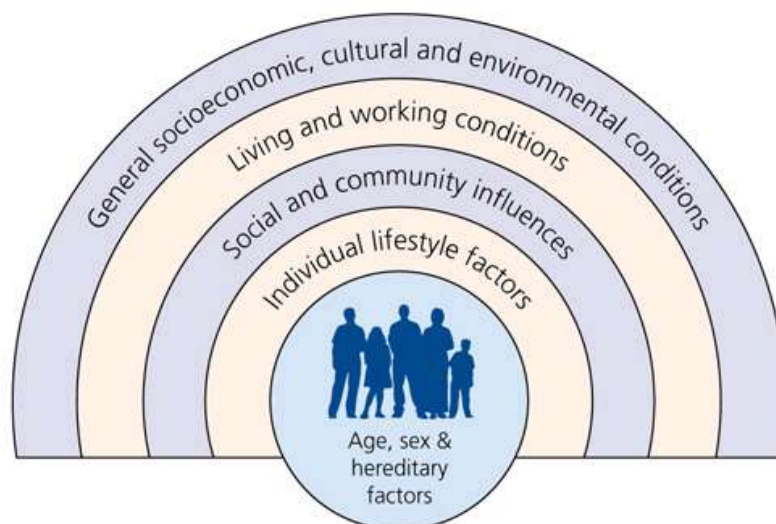 General socioeconomic, cultural and environmental conditions
Living and working conditions
Social and community influences
Individual lifestyle factors
Age, sex &
hereditary
factors